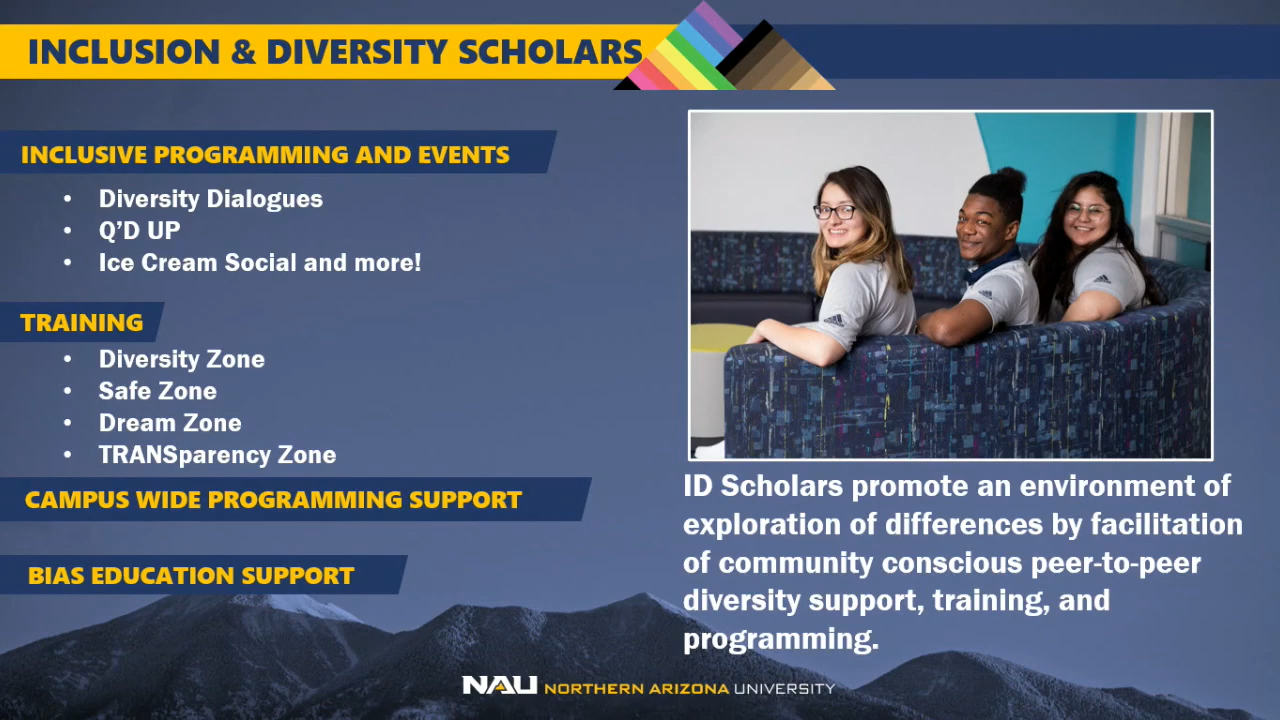 INCLUSION & DIVERSITY SCHOLARS
INCLUSIVE PROGRAMMING AND EVENTS
• Diversity Dialogues
• Q’D UP
• Ice Cream Social and more!
TRAINING
• Diversity Zone
• Safe Zone
• Dream Zone
• TRANSparency Zone
CAMPUS WIDE PROGRAMMING SUPPORT
BIAS EDUCATION SUPPORT
ID Scholars promote an environment of
exploration of differences by facilitation
of community conscious peer-to-peer
diversity support, training, and
programming.
NAU NORTHERN ARIZONA UNIVERSITY